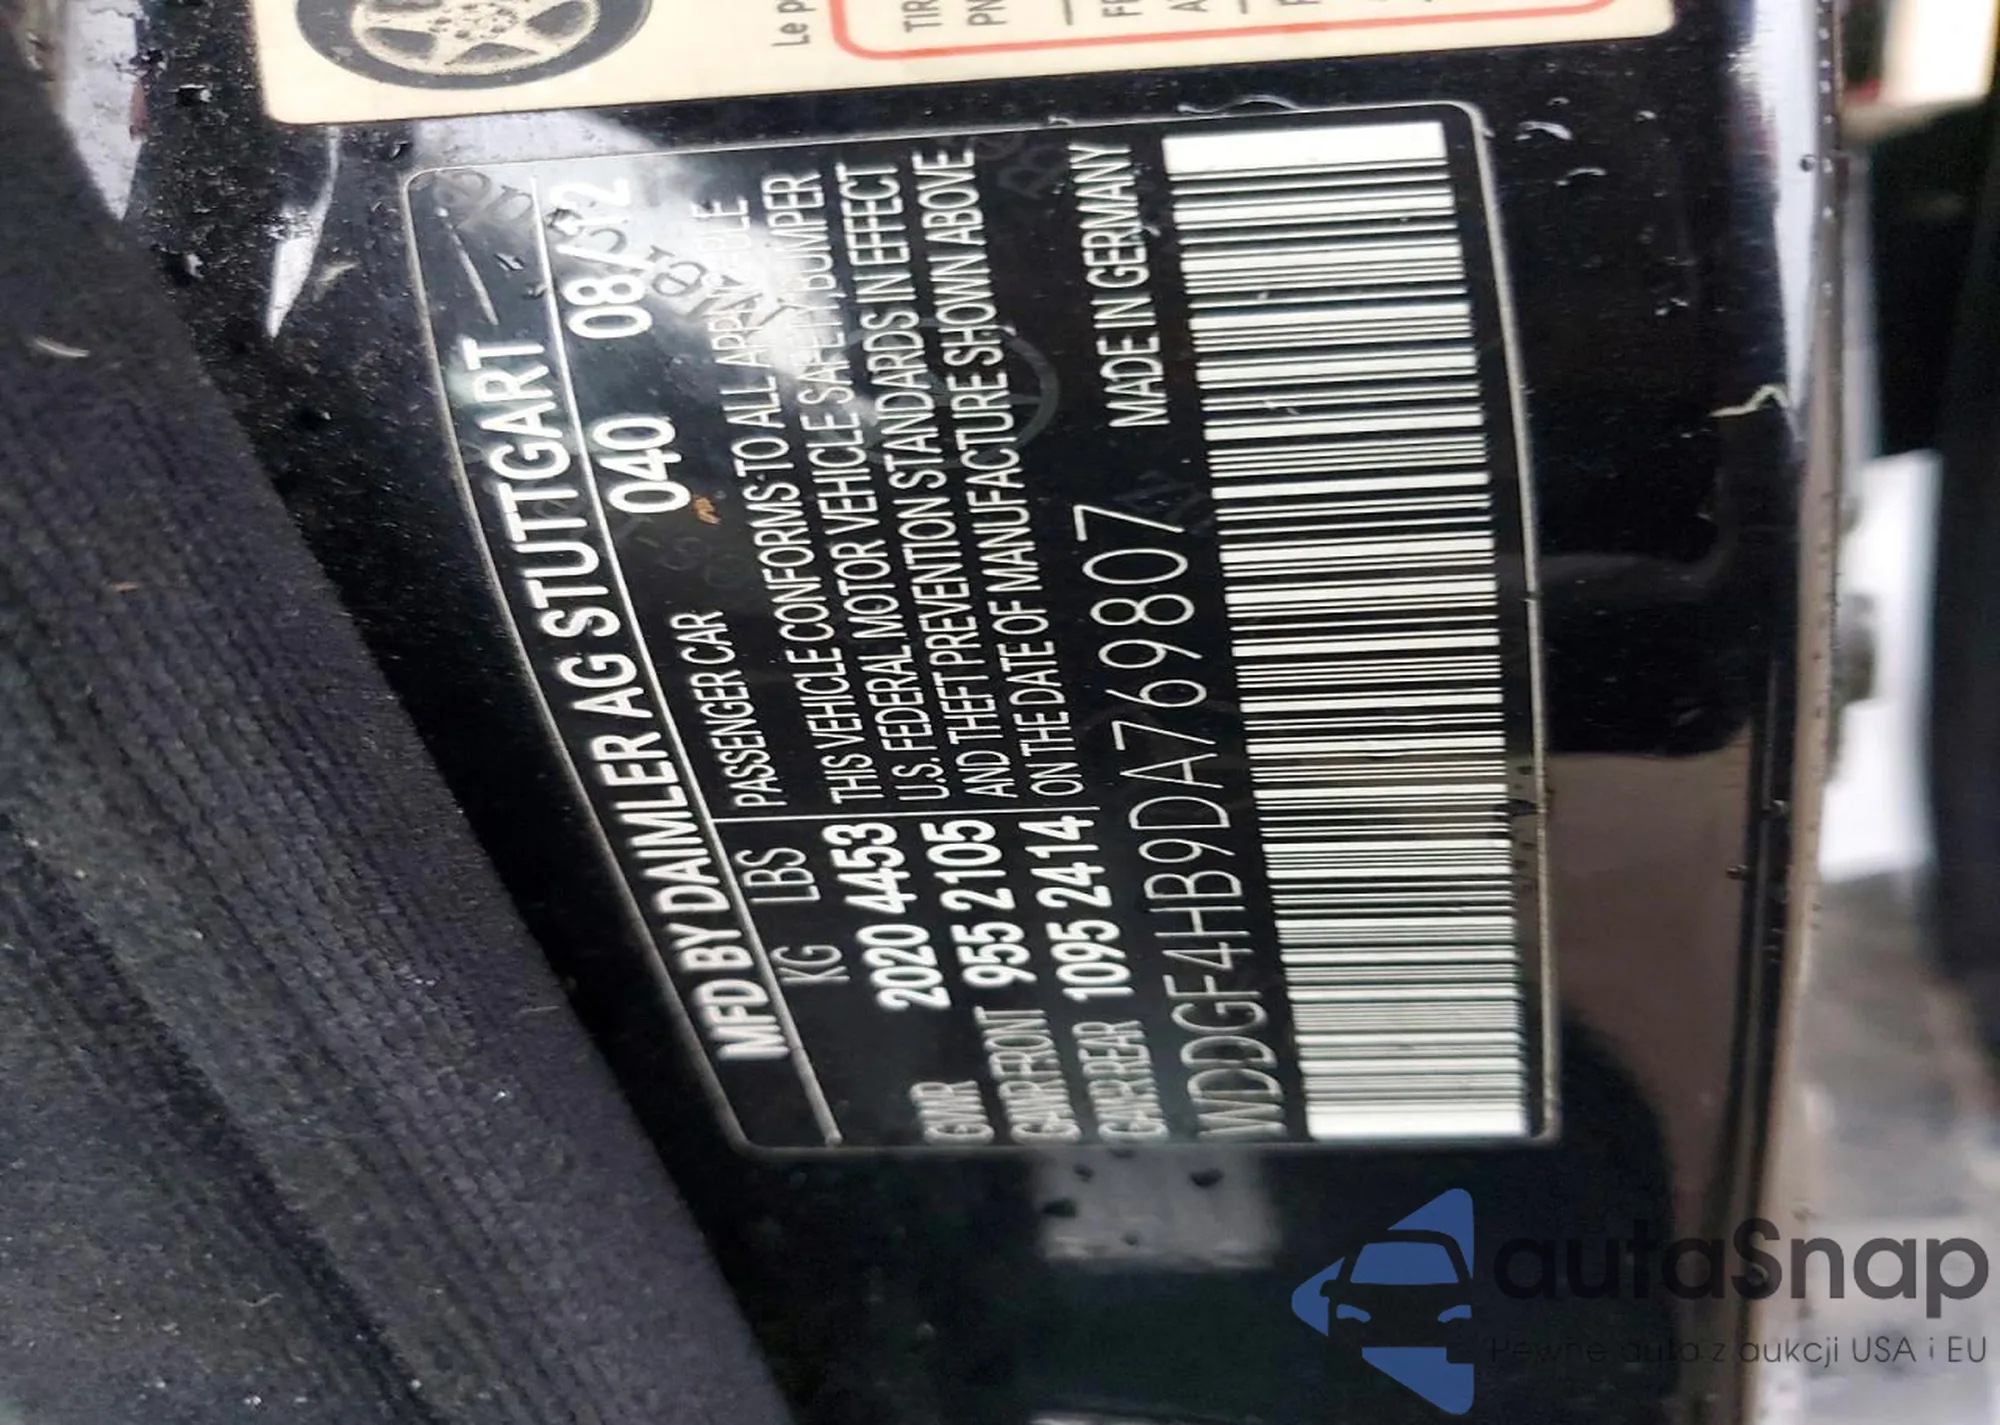 Le p
TIR
PN
MFD BY DAIMLER AG STUTTGART
040 08/12
KG LBS PASSENGER CAR
GVWR 2020 4453 THIS VEHICLE CONFORMS TO ALL APPLICABLE
GAWR FRONT 955 2105 U.S. FEDERAL MOTOR VEHICLE SAFETY, BUMPER
GAWR REAR 1095 2414 AND THEFT PREVENTION STANDARDS IN EFFECT
ON THE DATE OF MANUFACTURE SHOWN ABOVE
WDDGF4HB9DA769807 MADE IN GERMANY
autaSnap
Pewne auta z aukcji USA i EU